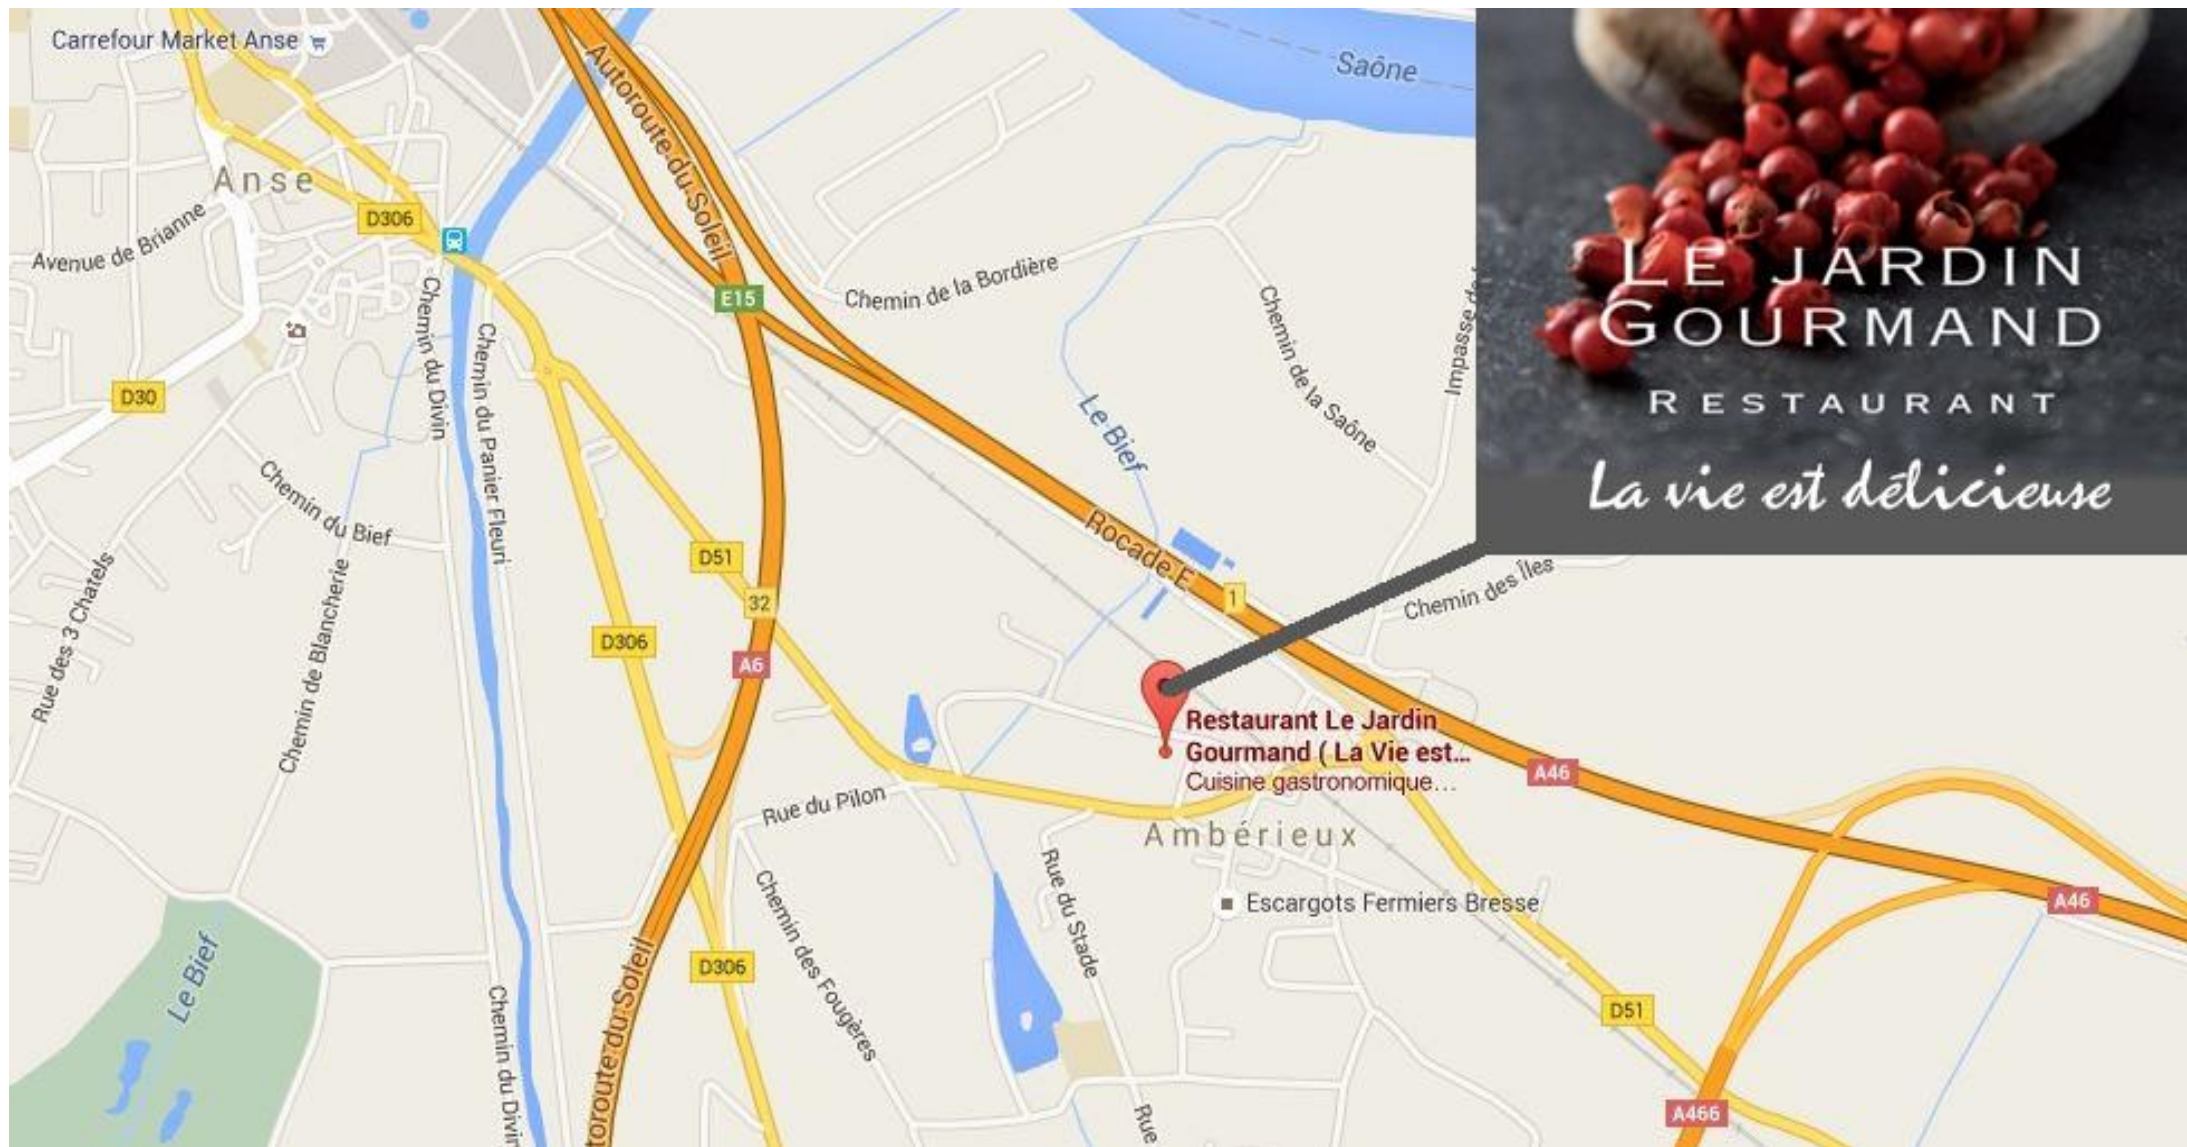 Carrefour Market Anse
Saône
Autoroute du Soleil
Anse
D306
Avenue de Brianne
E15
Chemin de la Bordière
LE JARDIN
GOURMAND
RESTAURANT
La vie est délicieuse
Chemin du Divin
Chemin du Panier Fleuri
Chemin de la Saône
Impasse de
D30
Le Bief
Chemin du Bief
Rocade E
D51
32
1
Chemin des Îles
Rue des 3 Chatels
Chemin de Blancherie
D306
A6
Restaurant Le Jardin
Gourmand ( La Vie est...
Cuisine gastronomique...
A46
Rue du Pilon
Ambérieux
Escargots Fermiers Bresse
A46
Rue du Stade
Chemin des Fougères
Le Bief
D306
toroute du Soleil
D51
Chemin du Divin
A466
Rue